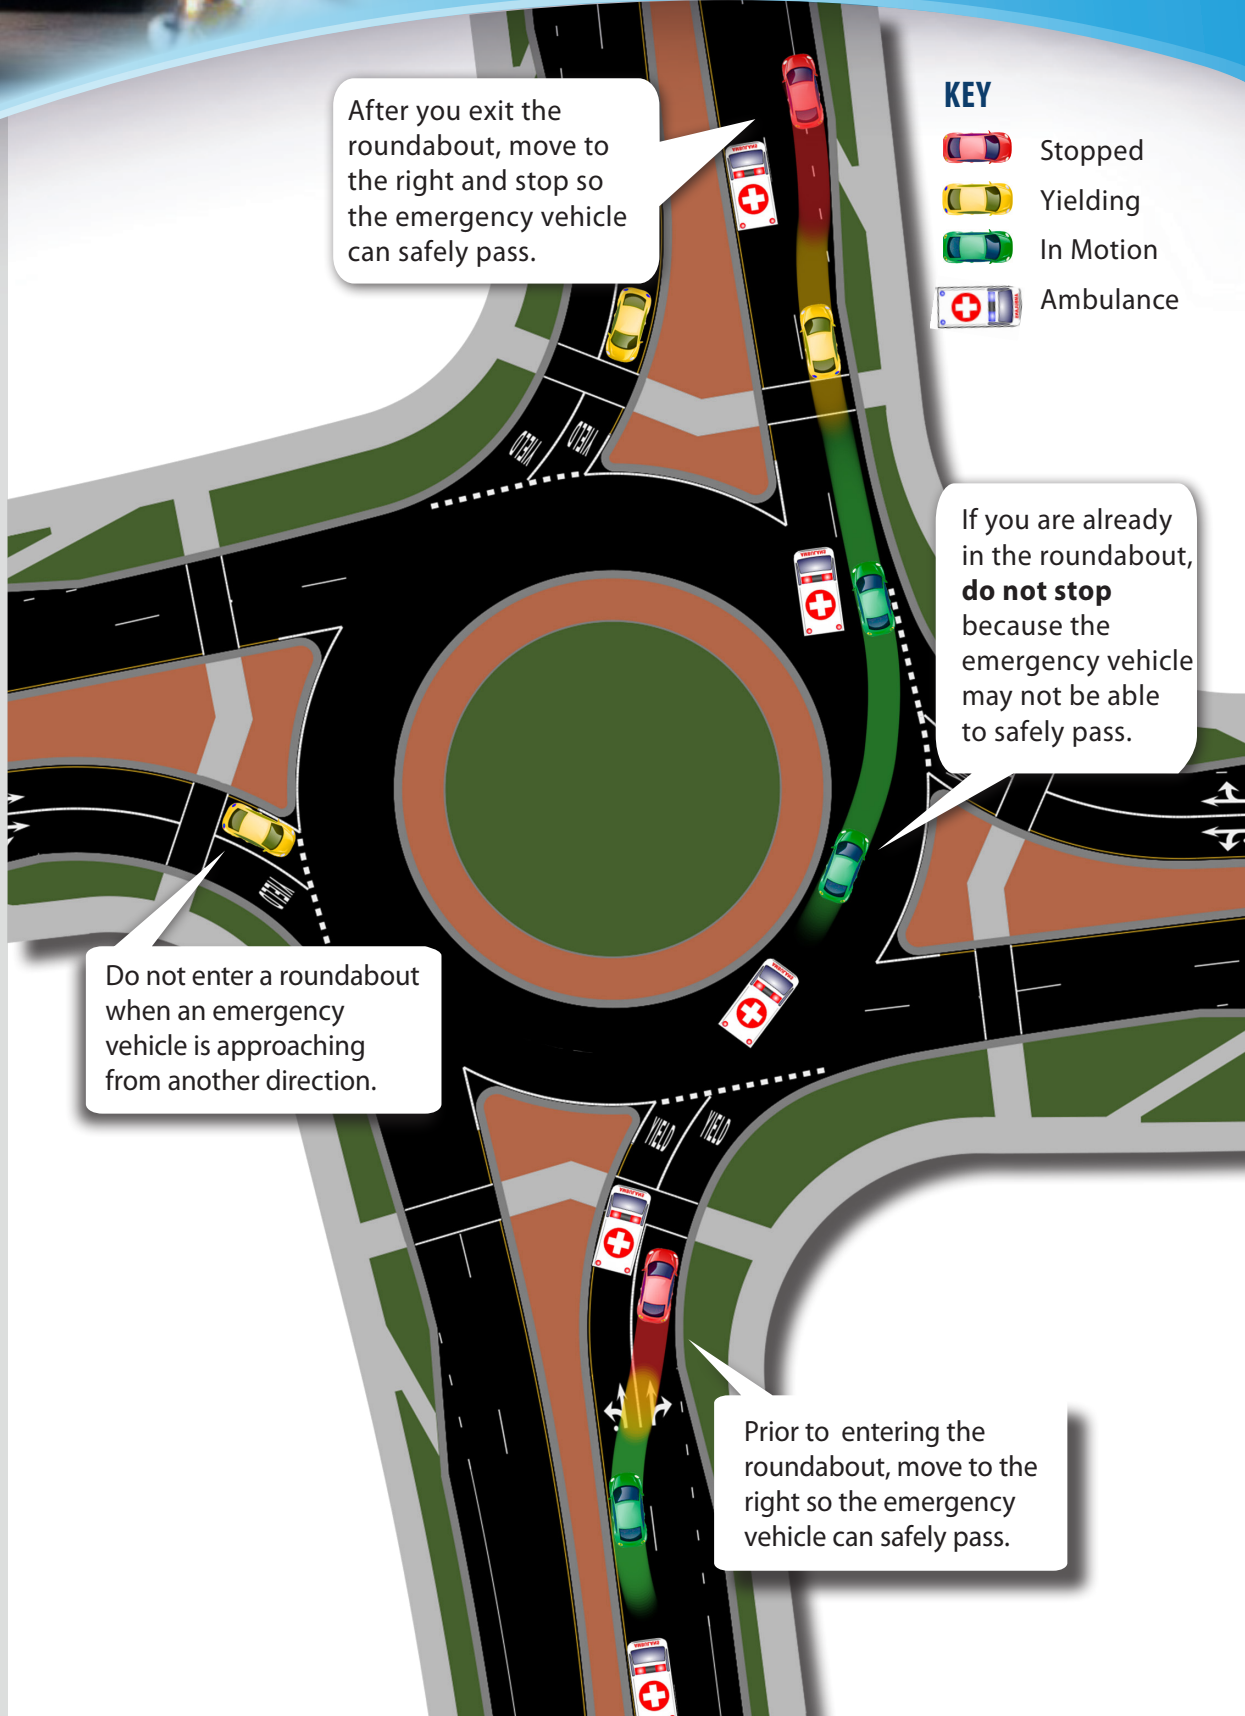 After you exit the
roundabout, move to
the right and stop so
the emergency vehicle
can safely pass.
KEY
Stopped
Yielding
In Motion
Ambulance
YIELD
YIELD
If you are already
in the roundabout,
do not stop
because the
emergency vehicle
may not be able
to safely pass.
YIELD
Do not enter a roundabout
when an emergency
vehicle is approaching
from another direction.
YIELD
YIELD
Prior to entering the
roundabout, move to the
right so the emergency
vehicle can safely pass.